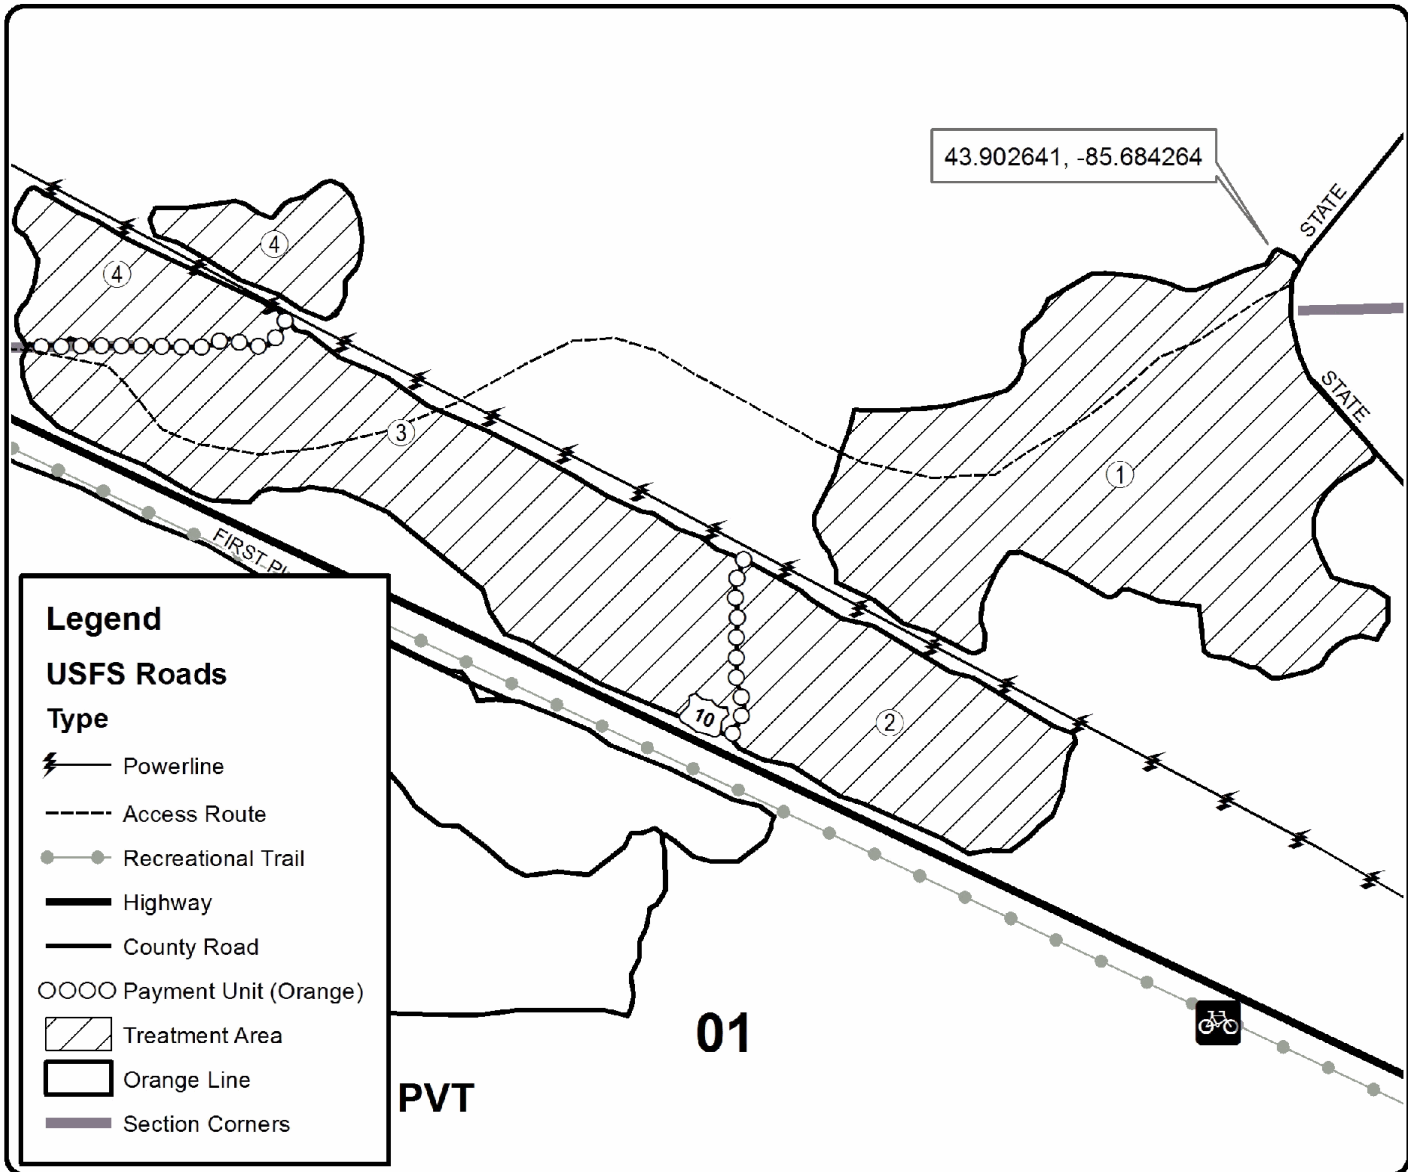 43.902641, -85.684264
STATE
4
4
STATE
3
1
FIRST
10
2
Legend
USFS Roads
Type
Powerline
Access Route
Recreational Trail
Highway
County Road
Payment Unit (Orange)
Treatment Area
Orange Line
Section Corners
01
PVT